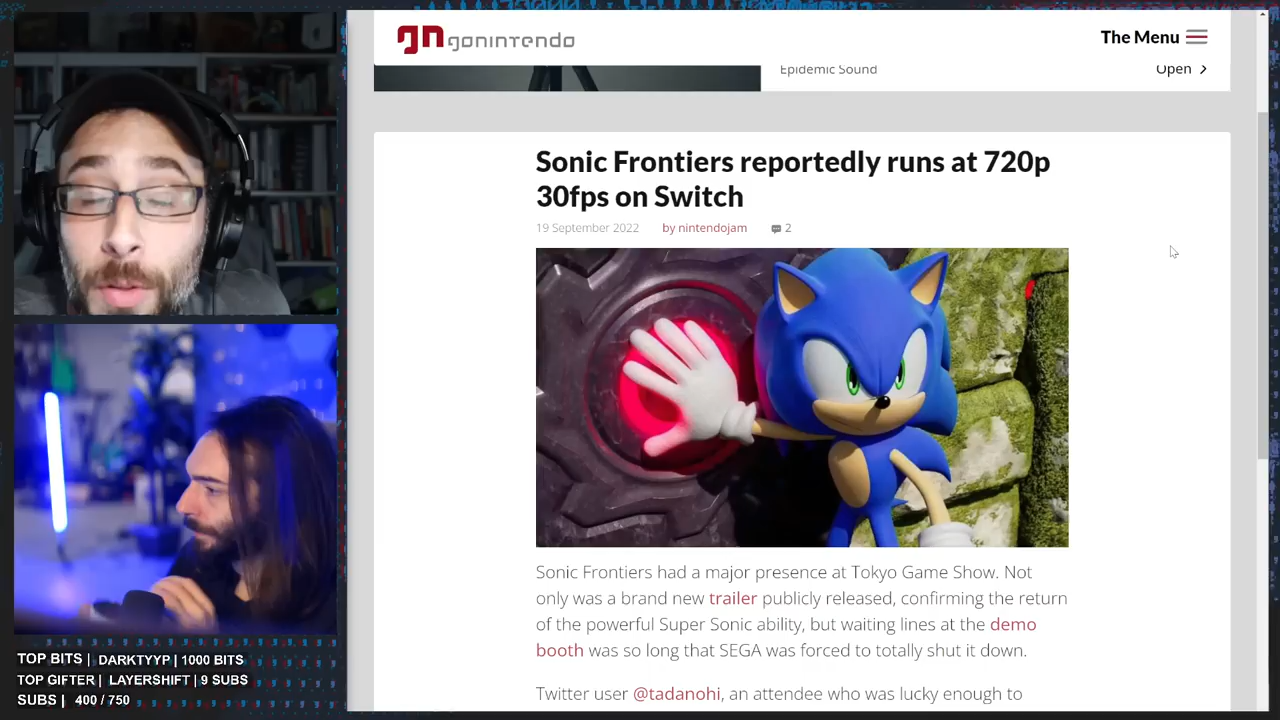 gonintendo
The Menu
Epidemic Sound
Open
Sonic Frontiers reportedly runs at 720p
30fps on Switch
19 September 2022 by nintendojam 2
Sonic Frontiers had a major presence at Tokyo Game Show. Not
only was a brand new trailer publicly released, confirming the return
of the powerful Super Sonic ability, but waiting lines at the demo
booth was so long that SEGA was forced to totally shut it down.
Twitter user @tadanohi, an attendee who was lucky enough to
TOP BITS | DARKTYYP | 1000 BITS
TOP GIFTER | LAYERSHIFT | 9 SUBS
SUBS | 400 / 750